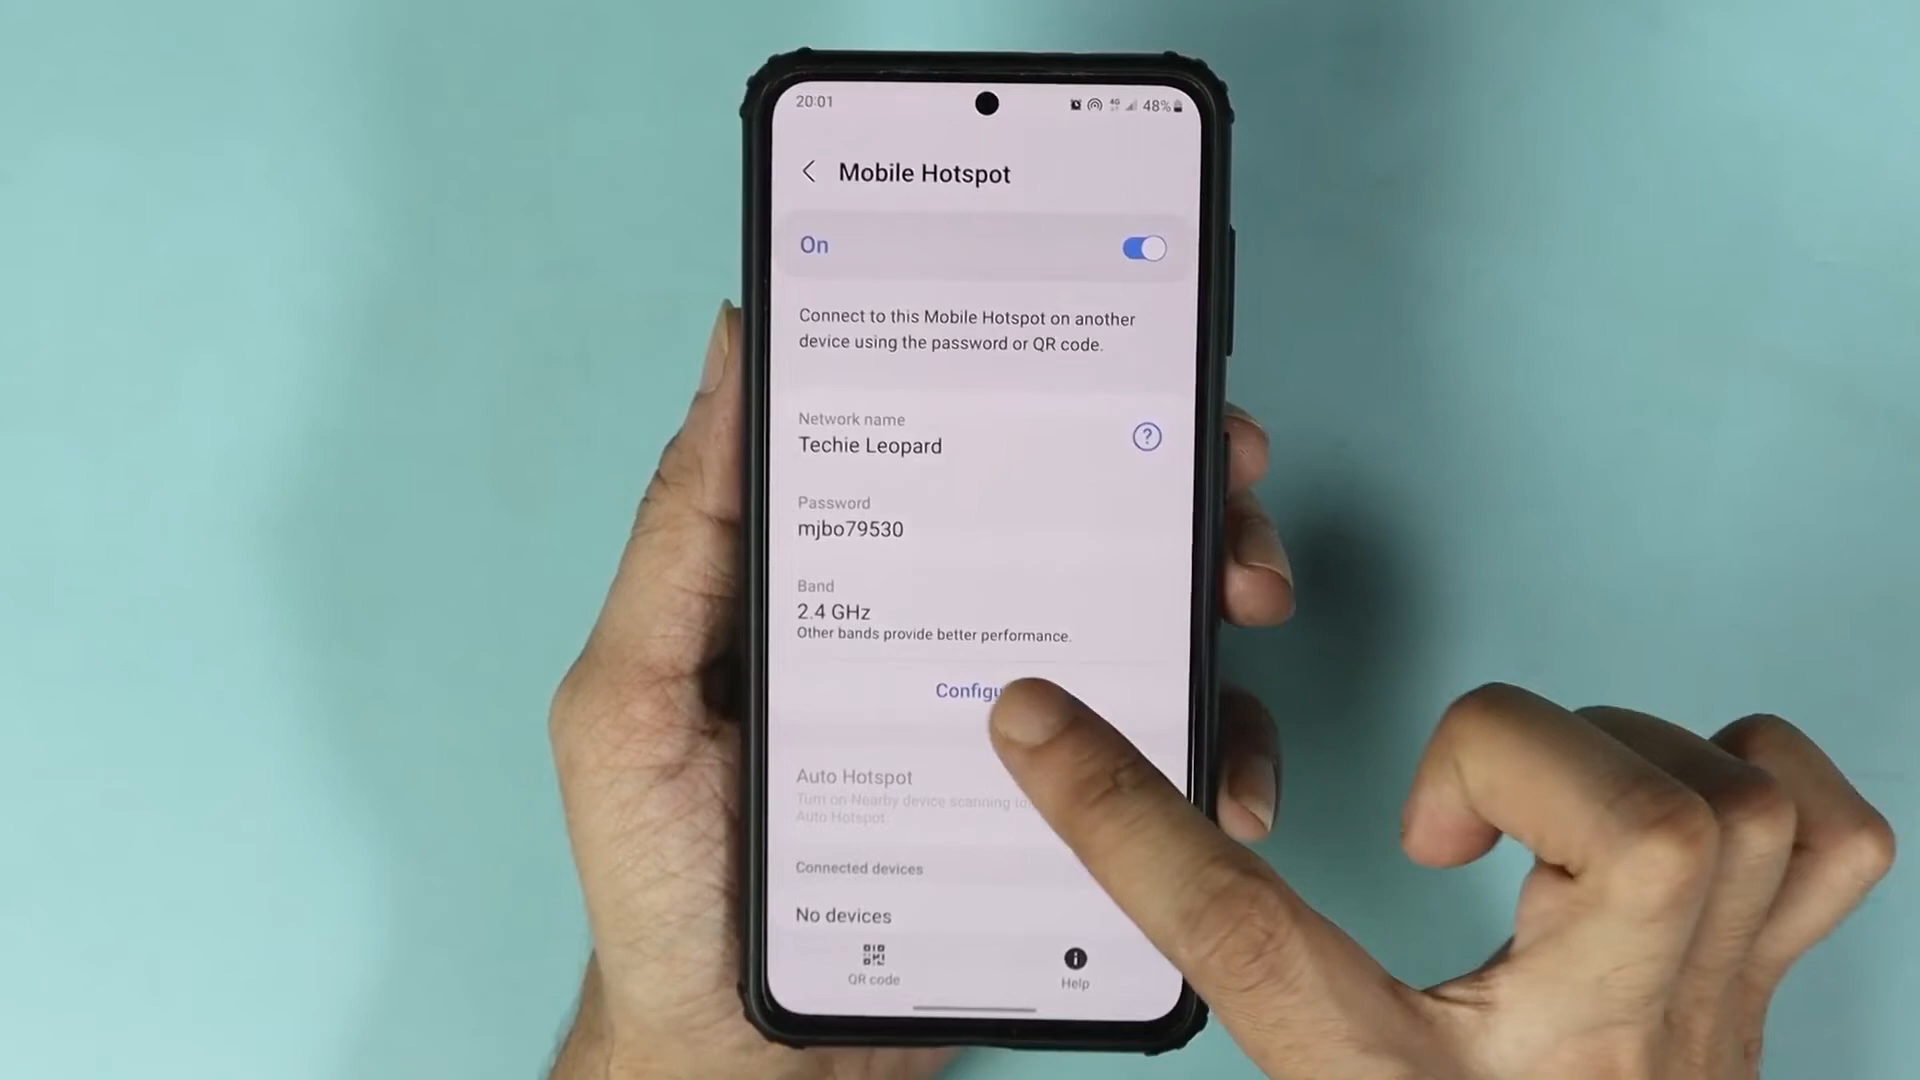 20:01
4G 48%
Mobile Hotspot
On
Connect to this Mobile Hotspot on another
device using the password or QR code.
Network name
Techie Leopard
?
Password
mjbo79530
Band
2.4 GHz
Other bands provide better performance.
Configu
Auto Hotspot
Turn on Nearby device scanning to
Auto Hotspot.
Connected devices
No devices
QR code
Help